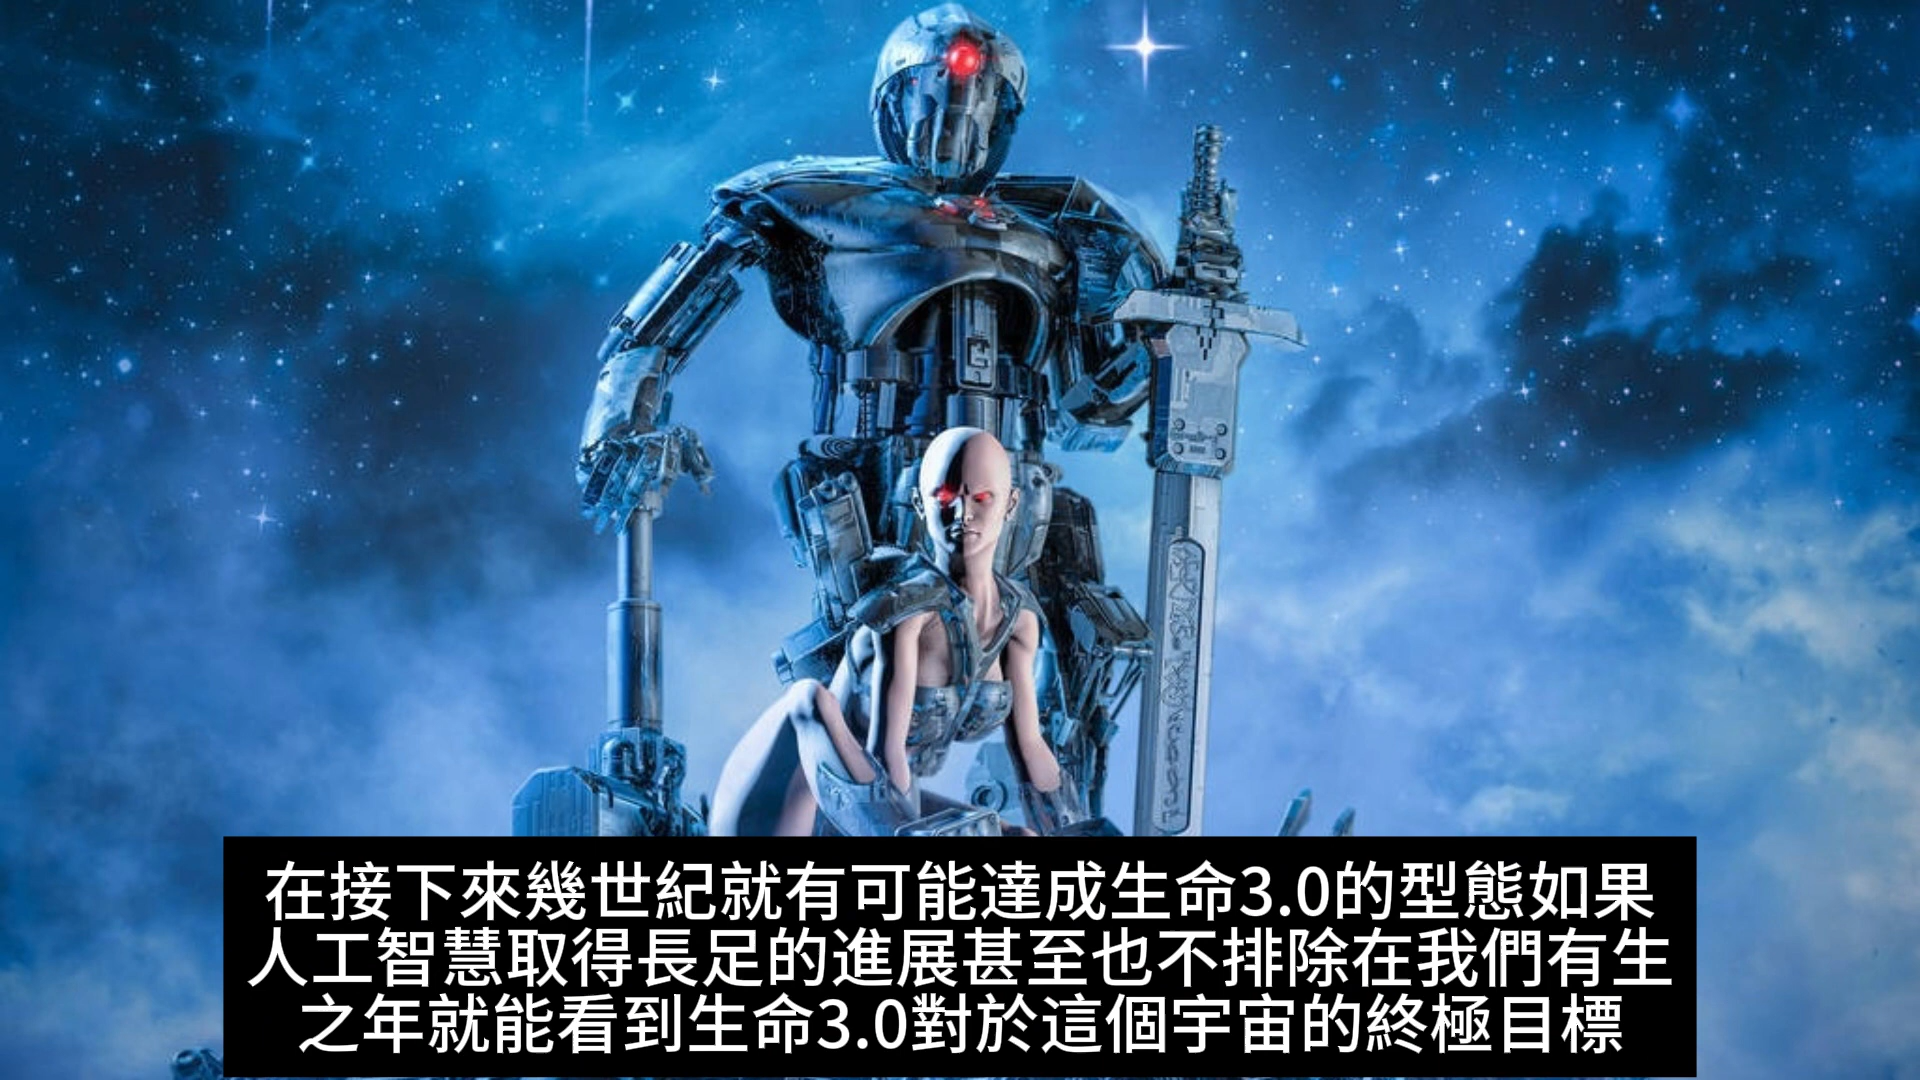 在接下來幾世紀就有可能達成生命3.0的型態如果
人工智慧取得長足的進展甚至也不排除在我們有生
之年就能看到生命3.0對於這個宇宙的終極目標